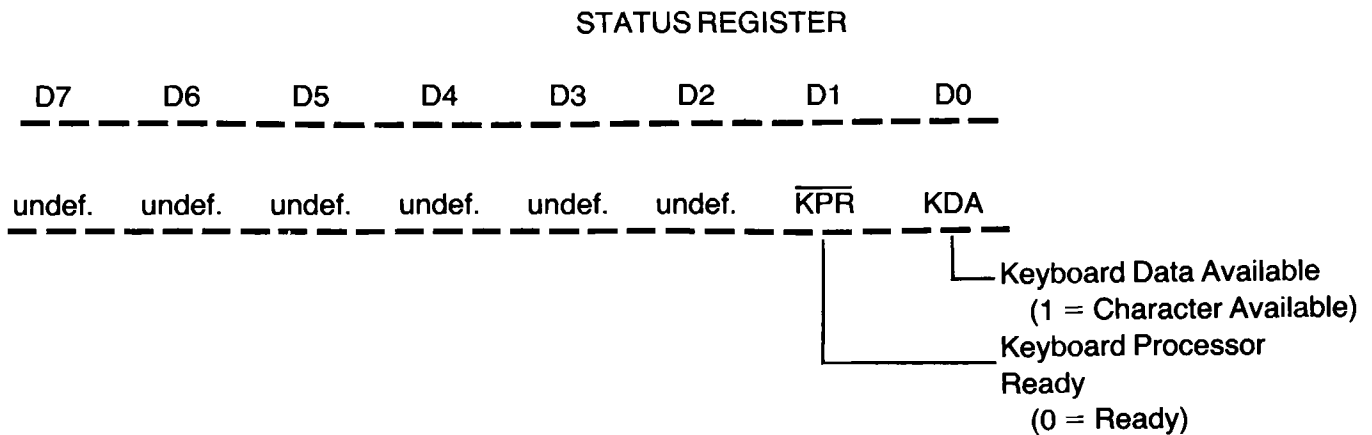 STATUS REGISTER
D7 D6 D5 D4 D3 D2 D1 D0
undef. undef. undef. undef. undef. undef. K̅P̅R̅ KDA
Keyboard Data Available
(1 = Character Available)
Keyboard Processor
Ready
(0 = Ready)